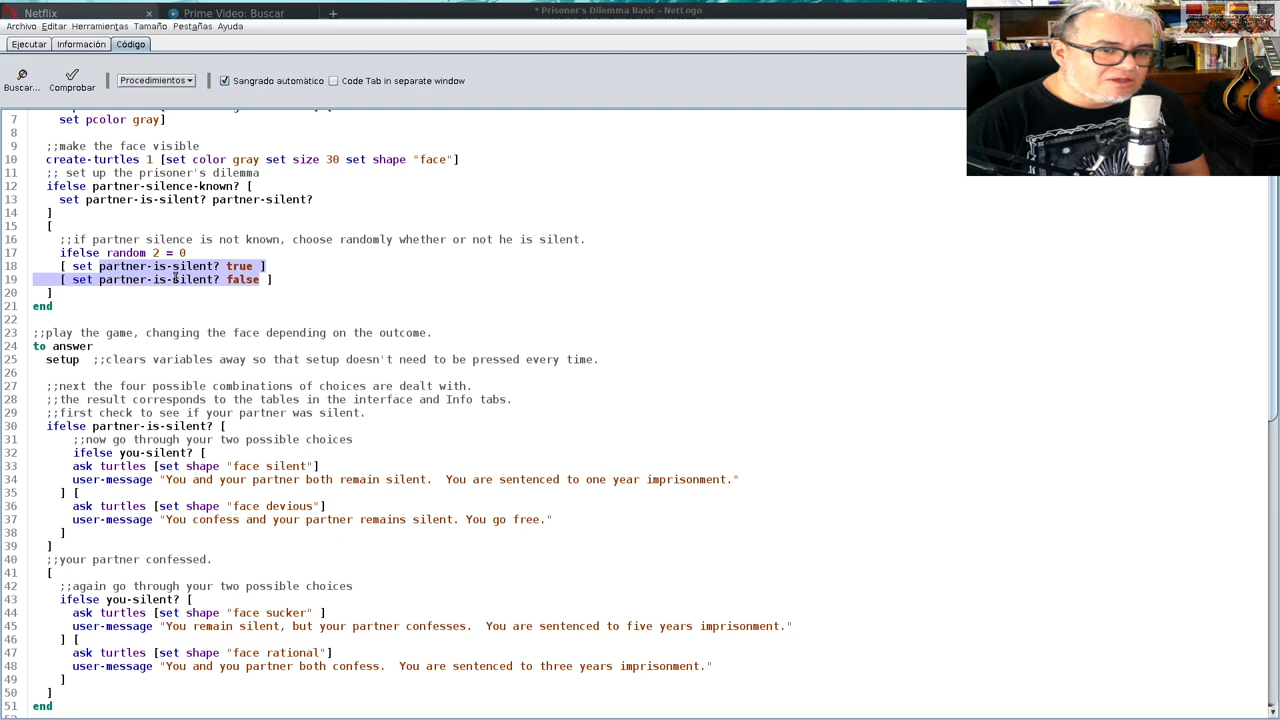 Netflix × Prime Video: Buscar +
* Prisoner's Dilemma Basic - NetLogo
Archivo Editar Herramientas Tamaño Pestañas Ayuda
Ejecutar Información Código
Buscar... Comprobar Procedimientos Sangrado automático Code Tab in separate window
7 set pcolor gray]
8
9 ;;make the face visible
10 create-turtles 1 [set color gray set size 30 set shape "face"]
11 ;; set up the prisoner's dilemma
12 ifelse partner-silence-known? [
13 set partner-is-silent? partner-silent?
14 ]
15 [
16 ;;if partner silence is not known, choose randomly whether or not he is silent.
17 ifelse random 2 = 0
18 [ set partner-is-silent? true ]
19 [ set partner-is-silent? false ]
20 ]
21 end
22
23 ;;play the game, changing the face depending on the outcome.
24 to answer
25 setup ;;clears variables away so that setup doesn't need to be pressed every time.
26
27 ;;next the four possible combinations of choices are dealt with.
28 ;;the result corresponds to the tables in the interface and Info tabs.
29 ;;first check to see if your partner was silent.
30 ifelse partner-is-silent? [
31 ;;now go through your two possible choices
32 ifelse you-silent? [
33 ask turtles [set shape "face silent"]
34 user-message "You and your partner both remain silent.  You are sentenced to one year imprisonment."
35 ] [
36 ask turtles [set shape "face devious"]
37 user-message "You confess and your partner remains silent. You go free."
38 ]
39 ]
40 ;;your partner confessed.
41 [
42 ;;again go through your two possible choices
43 ifelse you-silent? [
44 ask turtles [set shape "face sucker" ]
45 user-message "You remain silent, but your partner confesses.  You are sentenced to five years imprisonment."
46 ] [
47 ask turtles [set shape "face rational"]
48 user-message "You and you partner both confess.  You are sentenced to three years imprisonment."
49 ]
50 ]
51 end